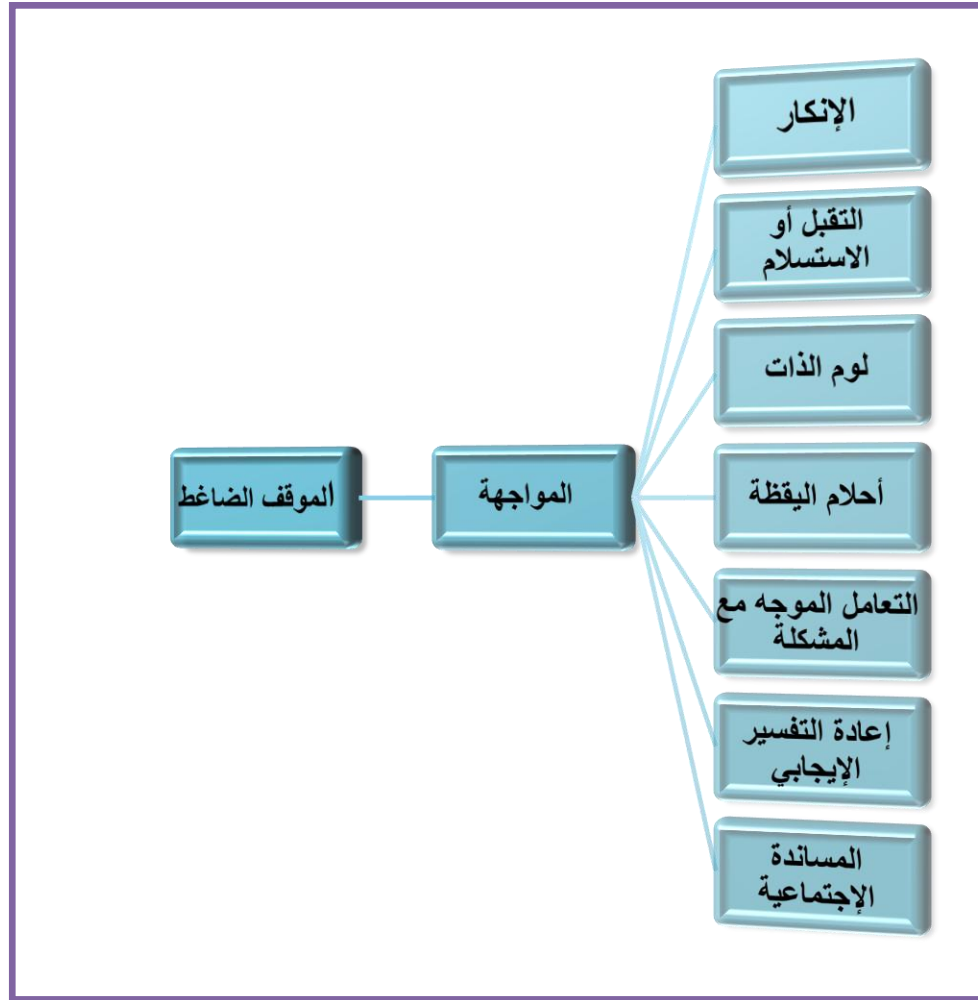 الإنكار
التقبل أو
الاستسلام
لوم الذات
أحلام اليقظة
المواجهة
الموقف الضاغط
التعامل الموجه مع
المشكلة
إعادة التفسير
الإيجابي
المساندة
الإجتماعية